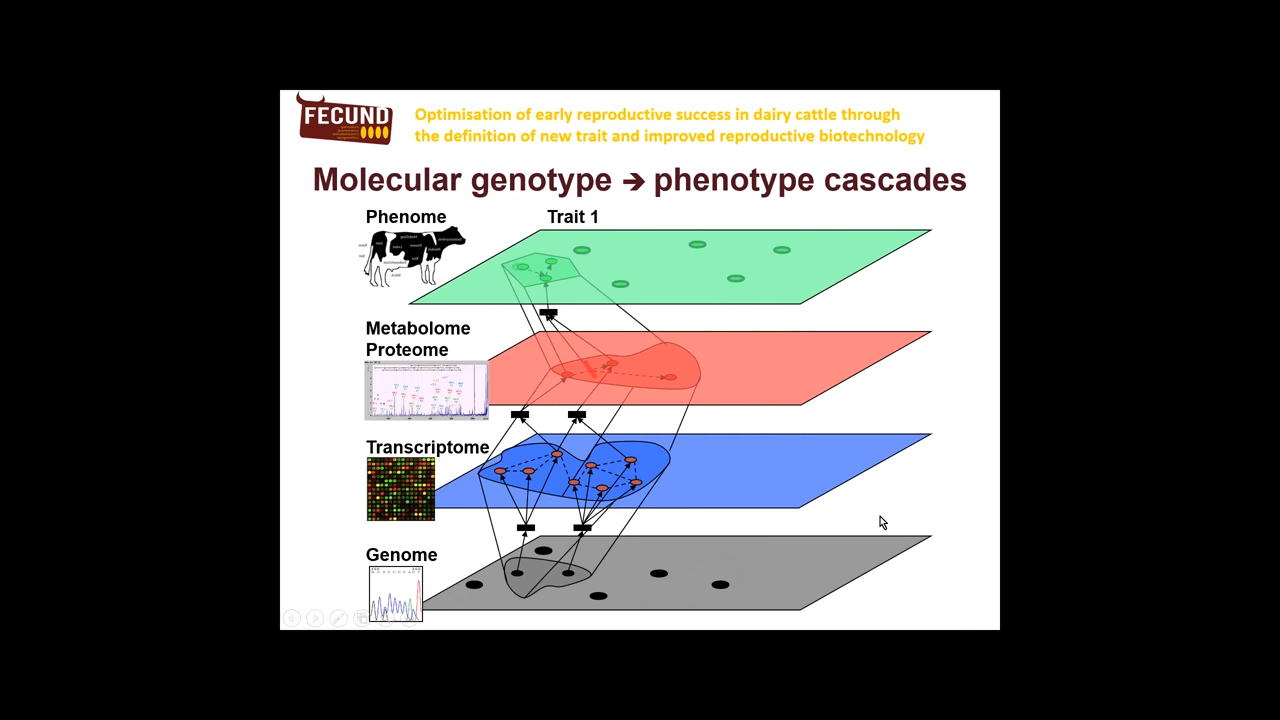 FECUND
Optimisation of early reproductive success in dairy cattle through
the definition of new trait and improved reproductive biotechnology
Molecular genotype ➔ phenotype cascades
Phenome
Trait 1
Metabolome
Proteome
Transcriptome
Genome